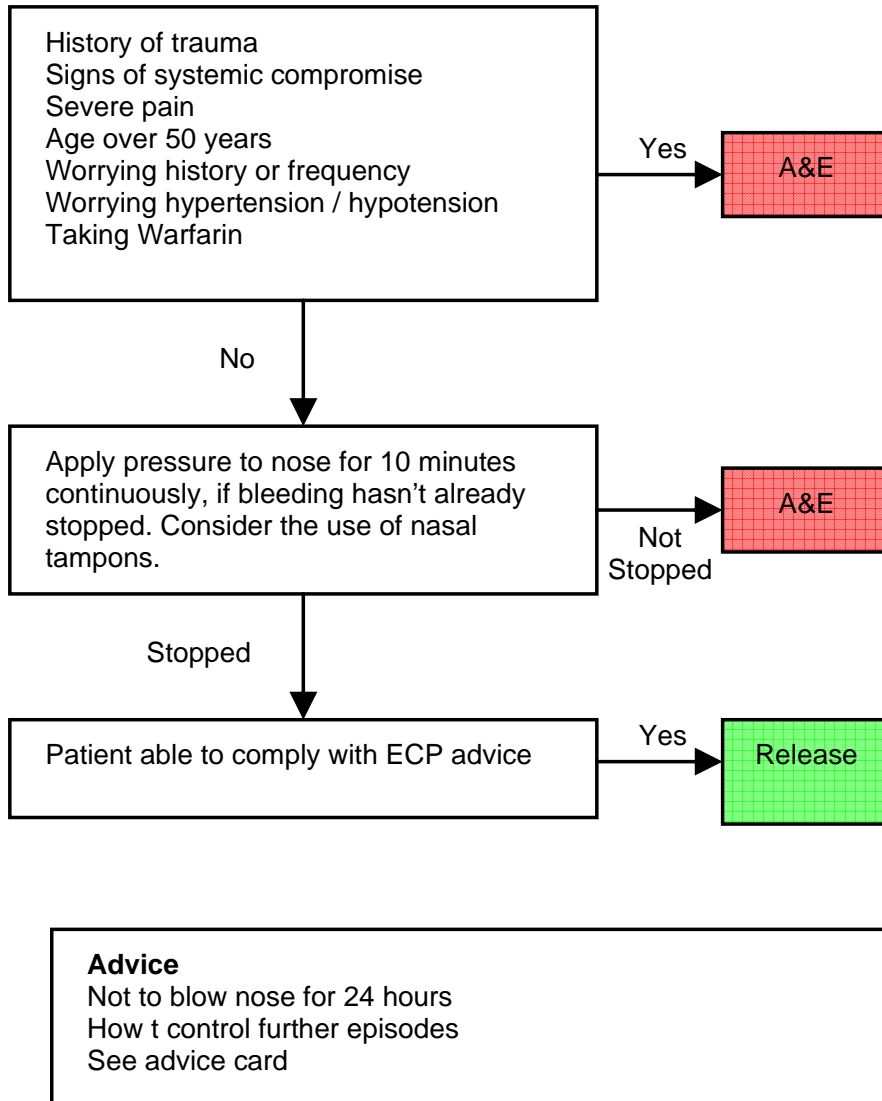 History of trauma
Signs of systemic compromise
Severe pain
Age over 50 years
Worrying history or frequency
Worrying hypertension / hypotension
Taking Warfarin
Yes
A&E
No
Apply pressure to nose for 10 minutes
continuously, if bleeding hasn't already
stopped. Consider the use of nasal
tampons.
A&E
Not
Stopped
Stopped
Patient able to comply with ECP advice
Yes
Release
Advice
Not to blow nose for 24 hours
How t control further episodes
See advice card